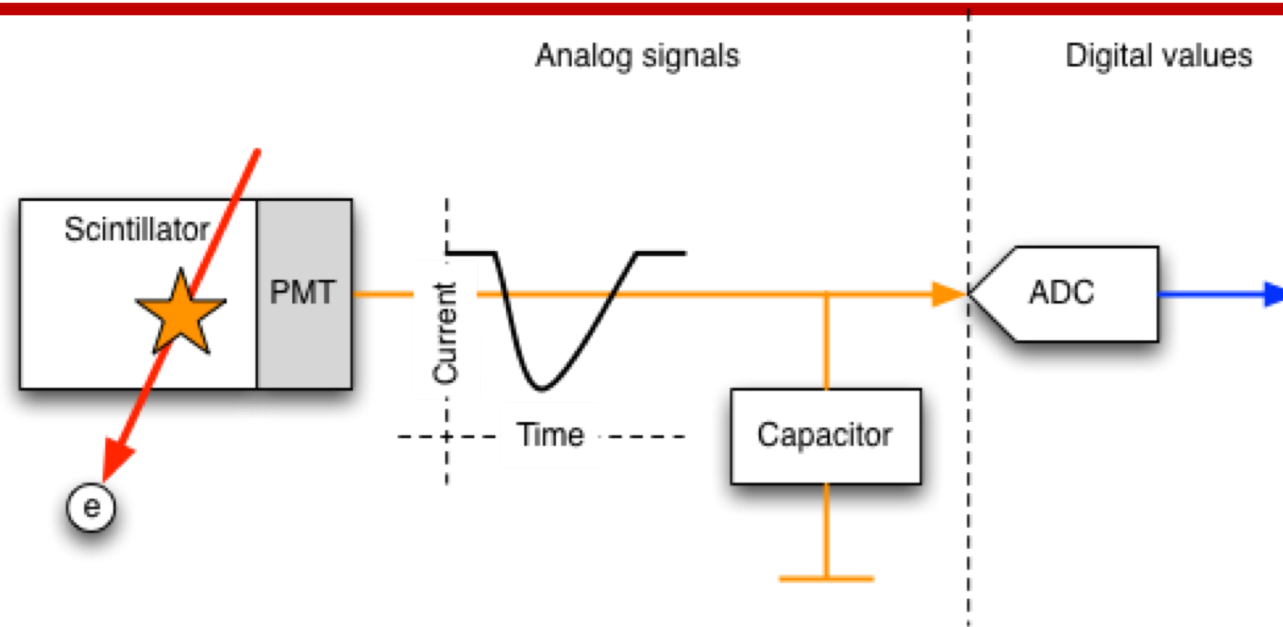 Analog signals
Digital values
Scintillator
PMT
Current
ADC
Time
Capacitor
e